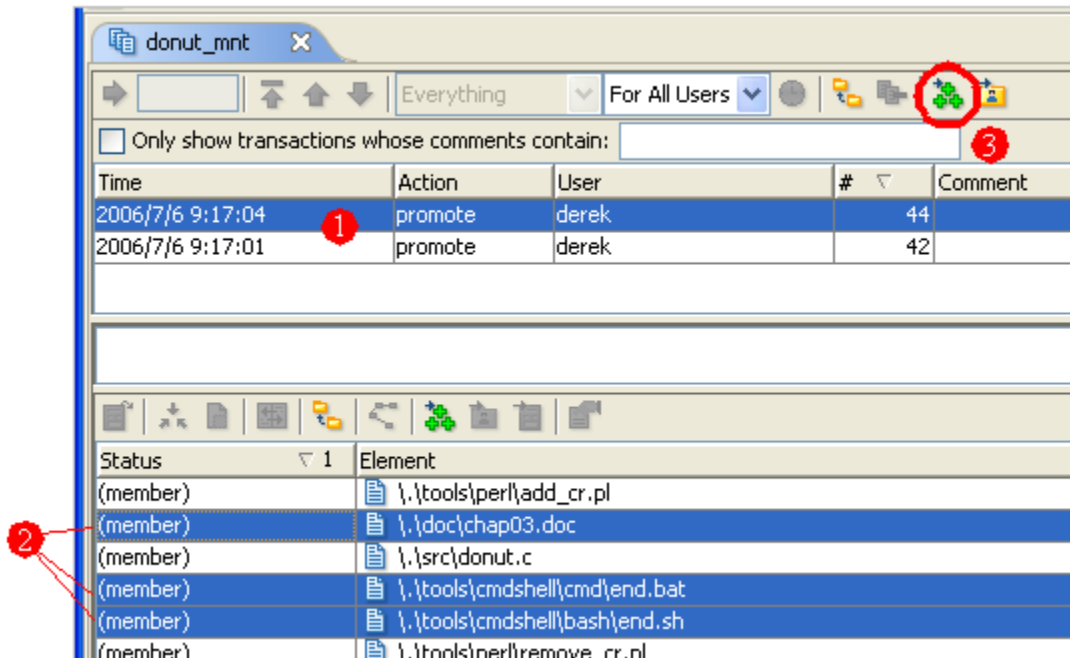 donut_mnt
Everything For All Users
3
Only show transactions whose comments contain:
Time Action User # Comment
2006/7/6 9:17:04 1 promote derek 44
2006/7/6 9:17:01 promote derek 42
Status 1 Element
(member) \.\tools\perl\add_cr.pl
2 (member) \.\doc\chap03.doc
(member) \.\src\donut.c
(member) \.\tools\cmdshell\cmd\end.bat
(member) \.\tools\cmdshell\bash\end.sh
(member) \.\tools\perl\remove_cr.pl